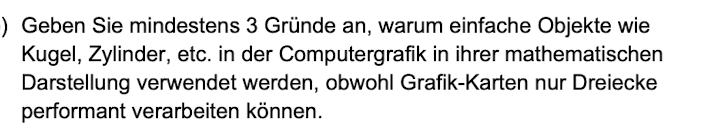 ) Geben Sie mindestens 3 Gründe an, warum einfache Objekte wie
Kugel, Zylinder, etc. in der Computergrafik in ihrer mathematischen
Darstellung verwendet werden, obwohl Grafik-Karten nur Dreiecke
performant verarbeiten können.